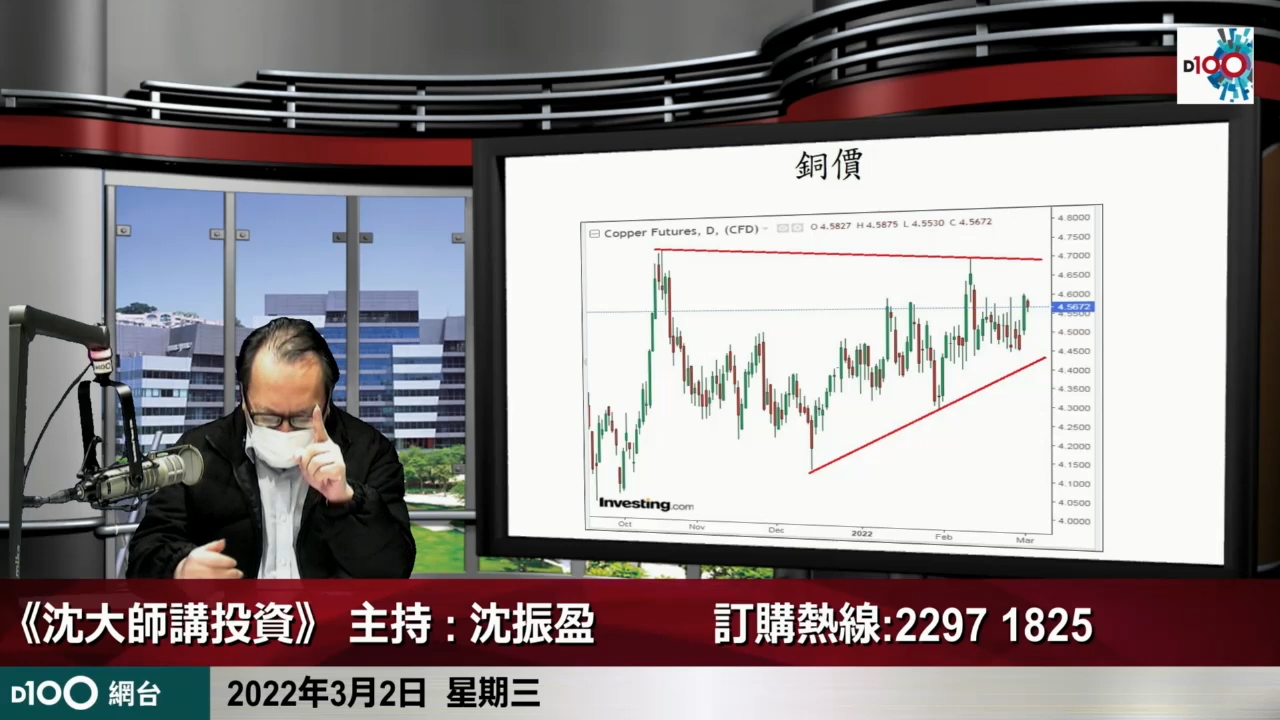 D100
銅價
Copper Futures, D, (CFD) O 4.5827 H 4.5875 L 4.5530 C 4.5672
4.8000
4.7500
4.7000
4.6500
4.6000
4.5672
4.5500
4.5000
4.4500
4.4000
4.3500
4.3000
4.2500
4.2000
4.1500
4.1000
4.0500
4.0000
Investing.com
Oct Nov Dec 2022 Feb Mar
《沈大師講投資》 主持 : 沈振盈 訂購熱線:2297 1825
D100 網台 2022年3月2日 星期三